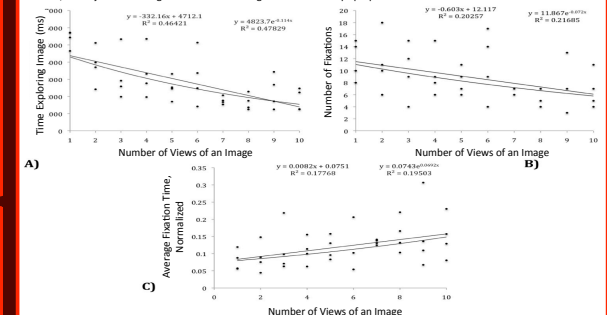 y = -332.16x + 4712.1
R² = 0.46421
y = 4823.7e^-0.114x
R² = 0.47829
Time Exploring Image (ms)
000
000
000
000
000
000
0
1 2 3 4 5 6 7 8 9 10
Number of Views of an Image
A)
y = -0.603x + 12.117
R² = 0.20257
y = 11.867e^-0.072x
R² = 0.21685
Number of Fixations
20
18
16
14
12
10
8
6
4
2
0
1 2 3 4 5 6 7 8 9 10
Number of Views of an Image
B)
y = 0.0082x + 0.0751
R² = 0.17768
y = 0.0743e^0.0692x
R² = 0.19503
Average Fixation Time,
Normalized
0.35
0.3
0.25
0.2
0.15
0.1
0.05
0
0 2 4 6 8 10
Number of Views of an Image
C)